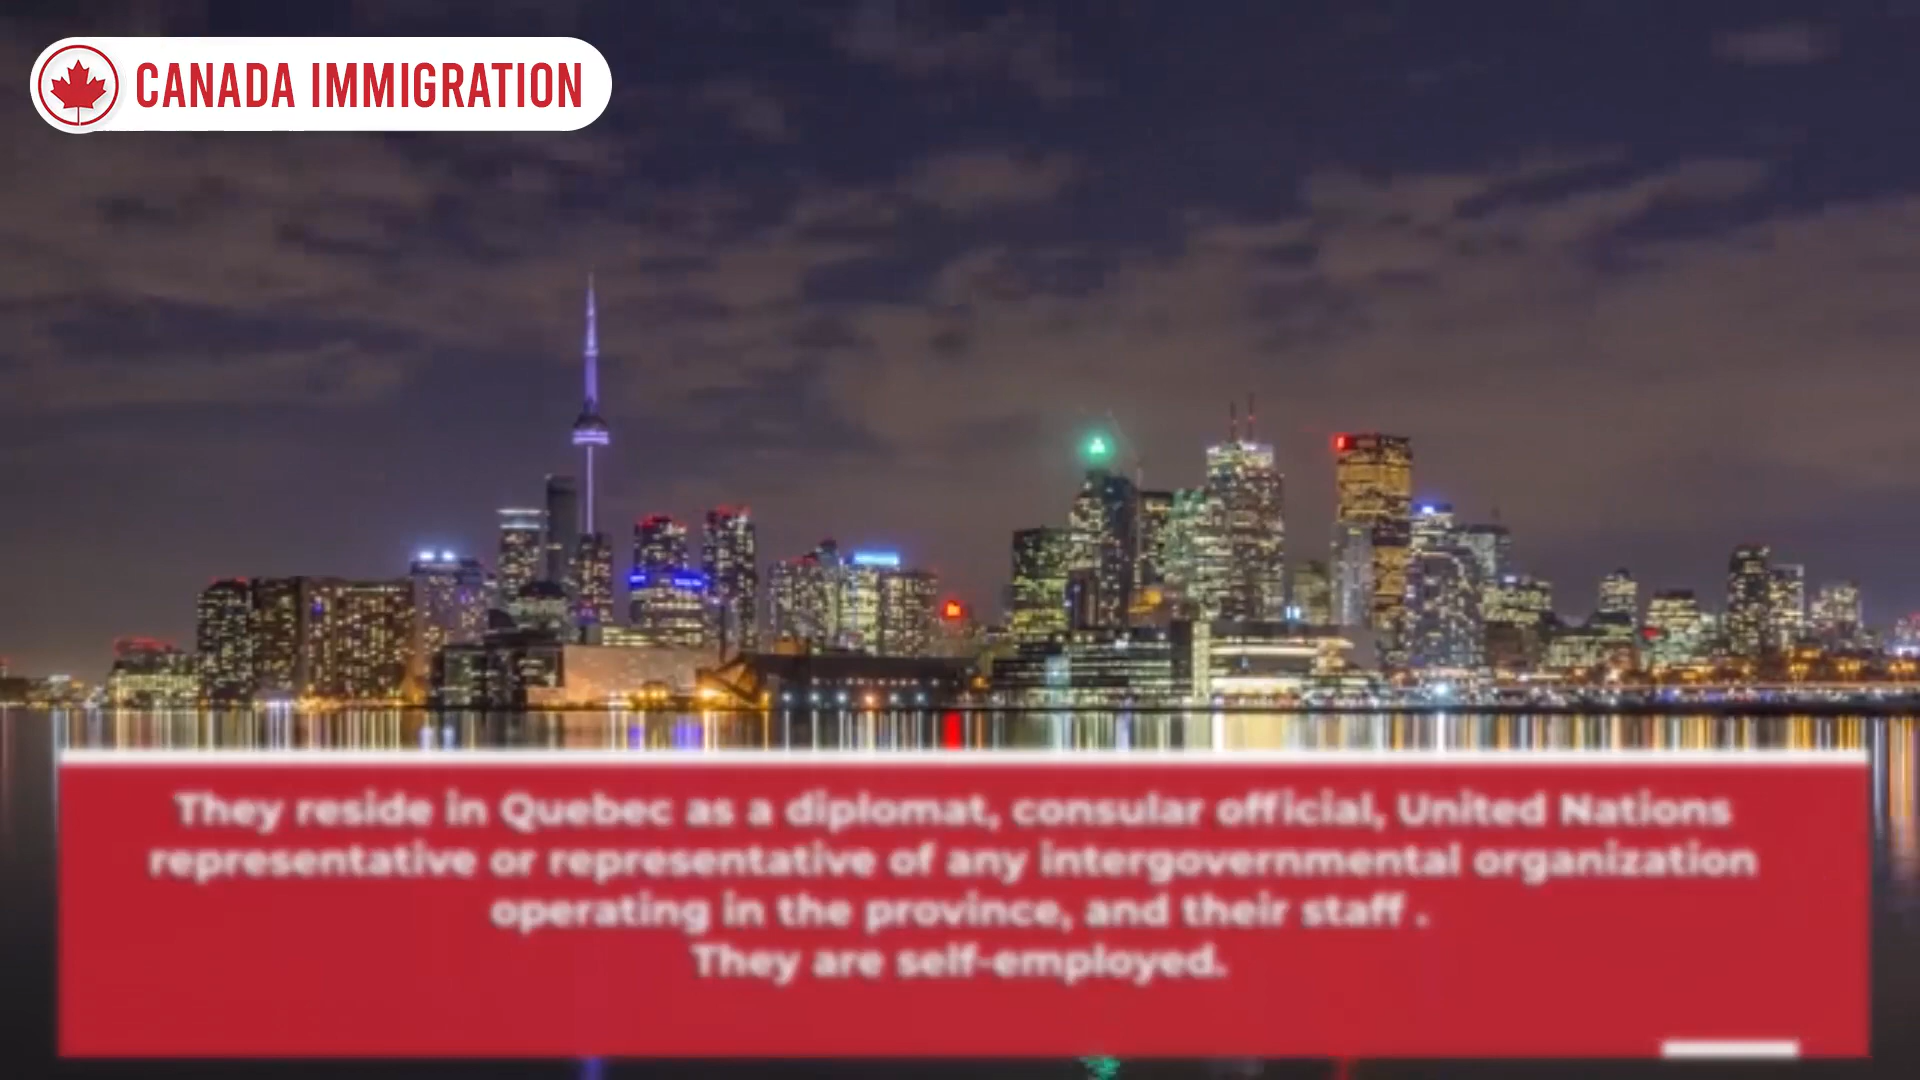 CANADA IMMIGRATION
They reside in Quebec as a diplomat, consular official, United Nations
representative or representative of any intergovernmental organization
operating in the province, and their staff .
They are self-employed.